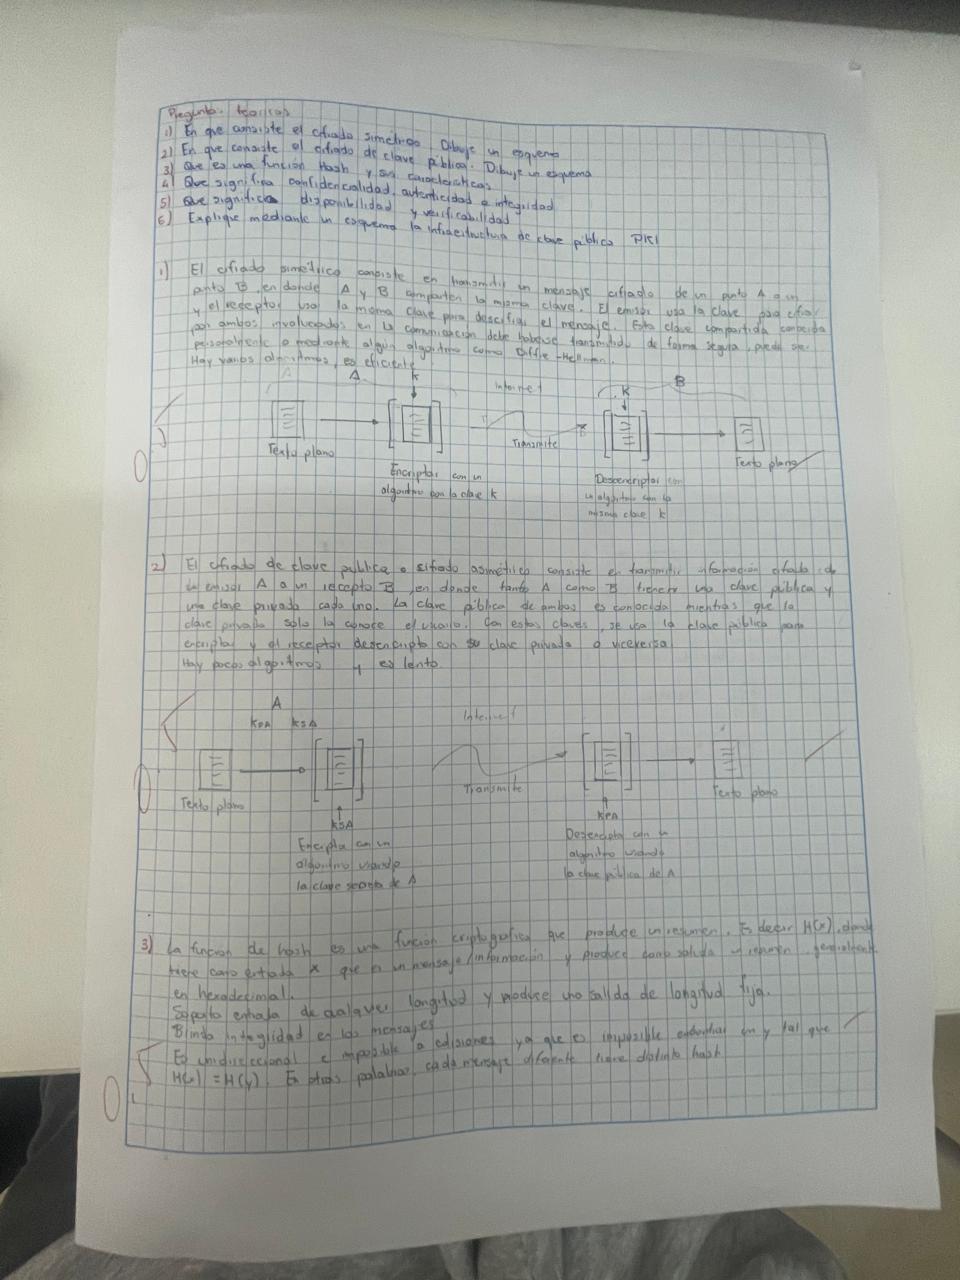 Pregunta teoricas
1) En que consiste el cifrado simetrico. Dibuje un esquema
2) En que consiste el cifrado de clave pública. Dibuje un esquema
3) Que es una función Hash y sus caracteristicas
4) Que significa confidencialidad, autenticidad e integridad
5) Que significa disponibilidad y verificabilidad
6) Explique mediante un esquema la infraestructura de clave pública PKI
1) El cifrado simétrico consiste en transmitir un mensaje cifrado de un punto A a un
punto B, en donde A y B comparten la misma clave. El emisor usa la clave para cifrar
y el receptor usa la misma clave para descifrar el mensaje. Esta clave compartida conocida
por ambos involucrados en la comunicación debe haberse transmitido de forma segura, puede ser
personalmente o mediante algún algoritmo como Diffie-Hellman.
Hay varios algoritmos, es eficiente
A
K
Internet
K
B
Transmite
Texto plano
Texto plano
Encriptar con un
algoritmo con la clave K
Desencriptar con
un algoritmo con la
misma clave K
2) El cifrado de clave publica o sifrado asimétrico consiste en transmitir información cifrada de
un emisor A a un recepto B, en donde tanto A como B tienen una clave pública y
una clave privada cada uno. La clave pública de ambos es conocida mientras que la
clave privada solo la conoce el usuario. Con estas claves, se usa la clave pública para
encriptar y el receptor desencripta con su clave privada o viceversa
Hay pocos algoritmos y es lento.
A
KPA KSA
Internet
Transmite
Texto plano
Texto plano
KSA
KPA
Encripta con un
algoritmo usando
la clave secreta de A
Desencripta con un
algoritmo usando
la clave pública de A
3) La función de hash es una función criptografica que produce un resumen. Es decir H(x), donde
tiene como entrada x que es un mensaje/información y produce como salida un resumen generalmente
en hexadecimal.
Soporta entrada de cualquier longitud y produce una salida de longitud fija.
Blinda integridad en los mensajes
Es unidireccional e imposible a colisiones ya que es imposible encontrar un y tal que
H(x) = H(y). En otras palabras, cada mensaje diferente tiene distinto hash